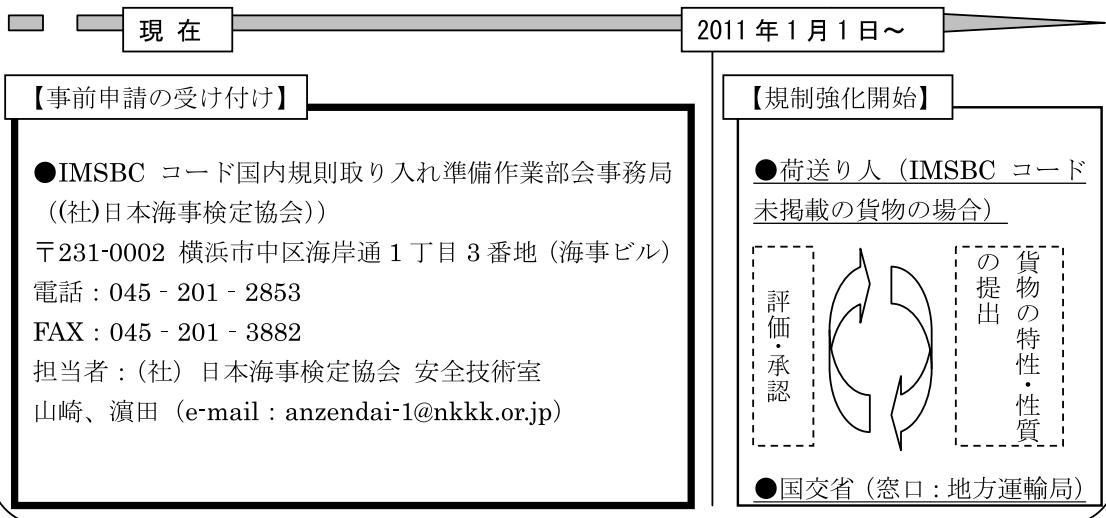 現 在
2011 年 1 月 1 日～
【事前申請の受け付け】
●IMSBC コード国内規則取り入れ準備作業部会事務局
((社)日本海事検定協会))
〒231-0002 横浜市中区海岸通 1 丁目 3 番地（海事ビル）
電話：045‐201‐2853
FAX：045‐201‐3882
担当者：（社）日本海事検定協会 安全技術室
山崎、濵田（e-mail：anzendai-1@nkkk.or.jp）
【規制強化開始】
●荷送り人（IMSBC コード
未掲載の貨物の場合）
評価・承認
貨物の特性・性質
の提出
●国交省（窓口：地方運輸局）